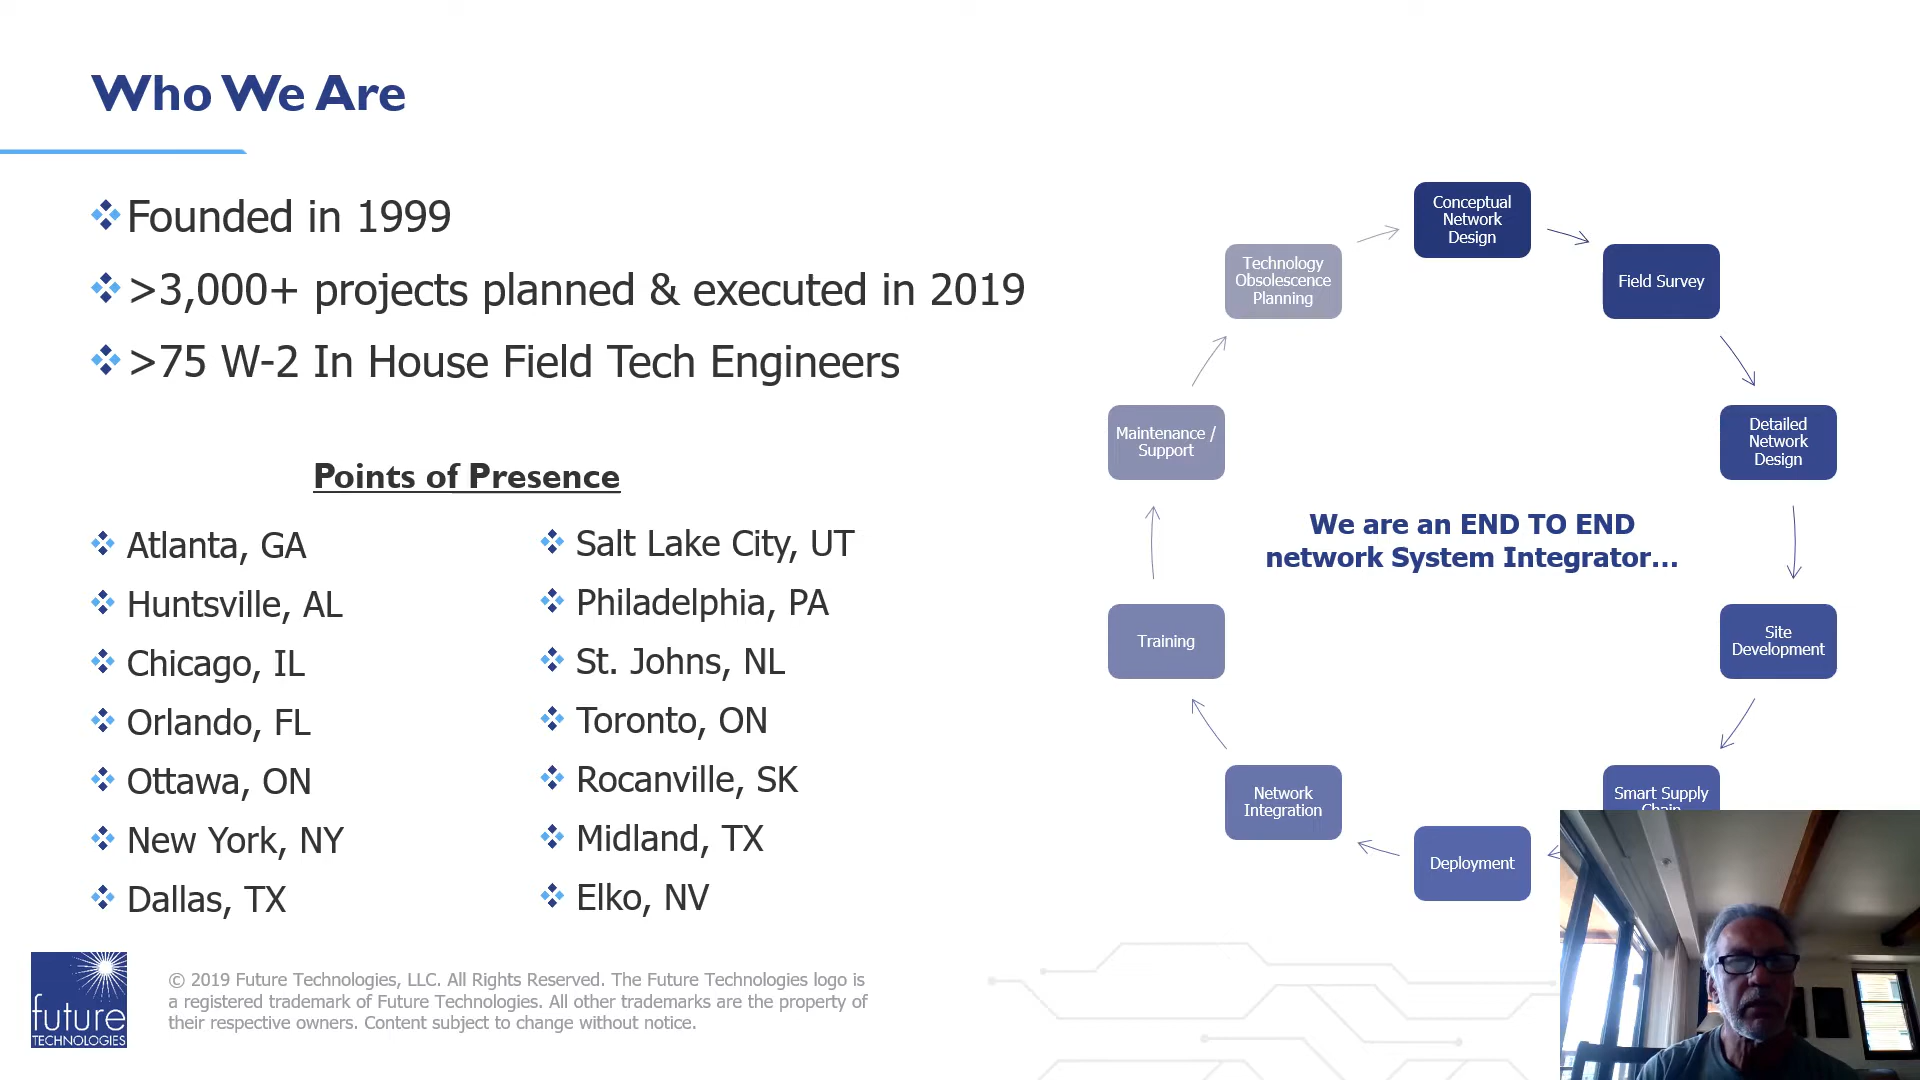 Who We Are
Founded in 1999
>3,000+ projects planned & executed in 2019
>75 W-2 In House Field Tech Engineers
Points of Presence
Atlanta, GA
Huntsville, AL
Chicago, IL
Orlando, FL
Ottawa, ON
New York, NY
Dallas, TX
Salt Lake City, UT
Philadelphia, PA
St. Johns, NL
Toronto, ON
Rocanville, SK
Midland, TX
Elko, NV
Conceptual
Network
Design
Field Survey
Detailed
Network
Design
Site
Development
Smart Supply
Chain
Deployment
Network
Integration
Training
Maintenance /
Support
Technology
Obsolescence
Planning
We are an END TO END
network System Integrator...
future
TECHNOLOGIES
© 2019 Future Technologies, LLC. All Rights Reserved. The Future Technologies logo is
a registered trademark of Future Technologies. All other trademarks are the property of
their respective owners. Content subject to change without notice.